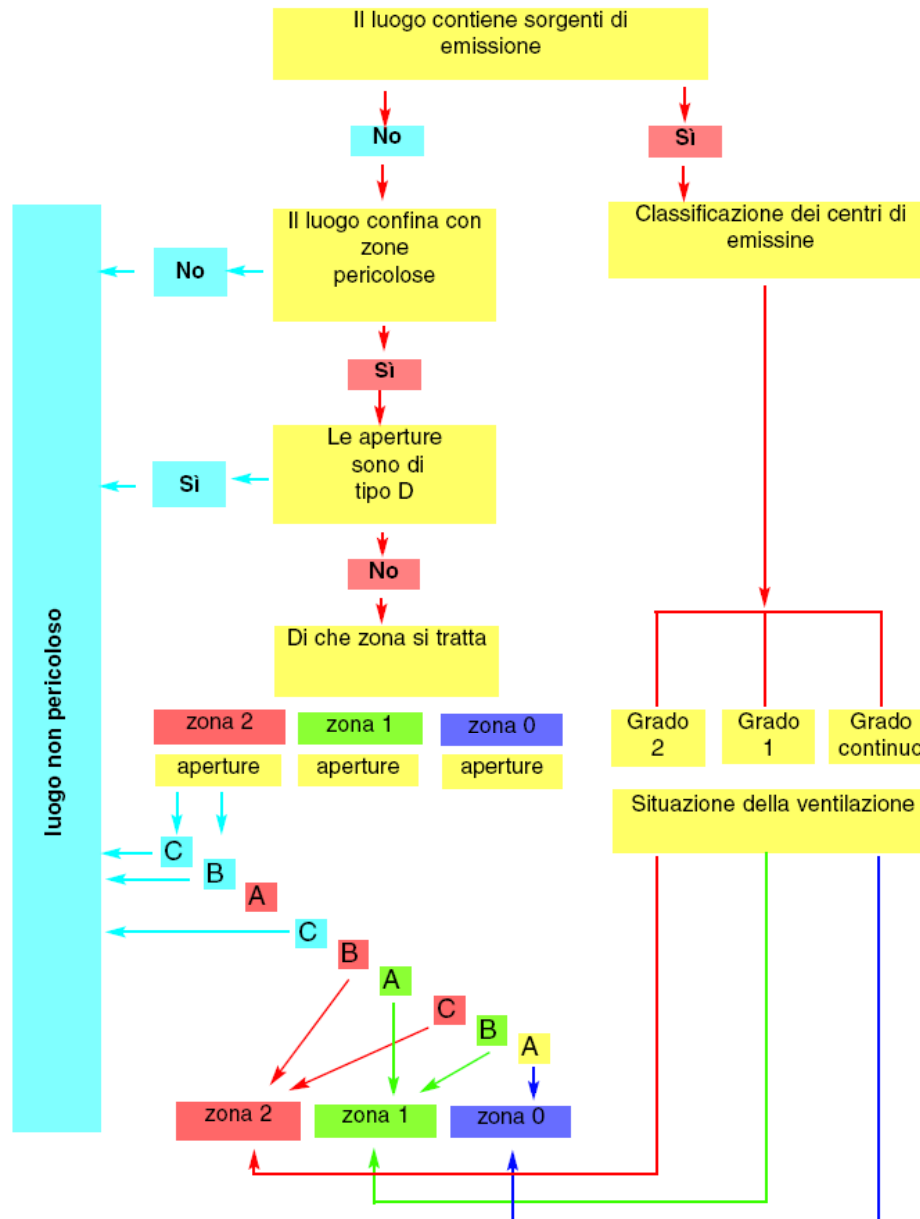 Il luogo contiene sorgenti di
emissione
No
Sì
Il luogo confina con
zone
pericolose
Classificazione dei centri di
emissine
No
Sì
Le aperture
sono di
tipo D
Sì
No
luogo non pericoloso
Di che zona si tratta
zona 2
zona 1
zona 0
Grado
2
Grado
1
Grado
continuo
aperture
aperture
aperture
Situazione della ventilazione
C
B
A
C
B
A
C
B
A
zona 2
zona 1
zona 0